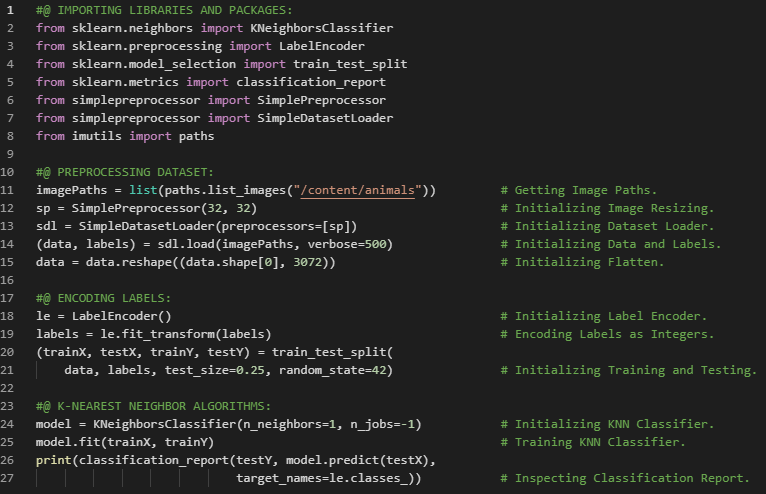 1 #@ IMPORTING LIBRARIES AND PACKAGES:
2 from sklearn.neighbors import KNeighborsClassifier
3 from sklearn.preprocessing import LabelEncoder
4 from sklearn.model_selection import train_test_split
5 from sklearn.metrics import classification_report
6 from simplepreprocessor import SimplePreprocessor
7 from simplepreprocessor import SimpleDatasetLoader
8 from imutils import paths
9
10 #@ PREPROCESSING DATASET:
11 imagePaths = list(paths.list_images("/content/animals")) # Getting Image Paths.
12 sp = SimplePreprocessor(32, 32) # Initializing Image Resizing.
13 sdl = SimpleDatasetLoader(preprocessors=[sp]) # Initializing Dataset Loader.
14 (data, labels) = sdl.load(imagePaths, verbose=500) # Initializing Data and Labels.
15 data = data.reshape((data.shape[0], 3072)) # Initializing Flatten.
16
17 #@ ENCODING LABELS:
18 le = LabelEncoder() # Initializing Label Encoder.
19 labels = le.fit_transform(labels) # Encoding Labels as Integers.
20 (trainX, testX, trainY, testY) = train_test_split(
21 data, labels, test_size=0.25, random_state=42) # Initializing Training and Testing.
22
23 #@ K-NEAREST NEIGHBOR ALGORITHMS:
24 model = KNeighborsClassifier(n_neighbors=1, n_jobs=-1) # Initializing KNN Classifier.
25 model.fit(trainX, trainY) # Training KNN Classifier.
26 print(classification_report(testY, model.predict(testX),
27 target_names=le.classes_)) # Inspecting Classification Report.